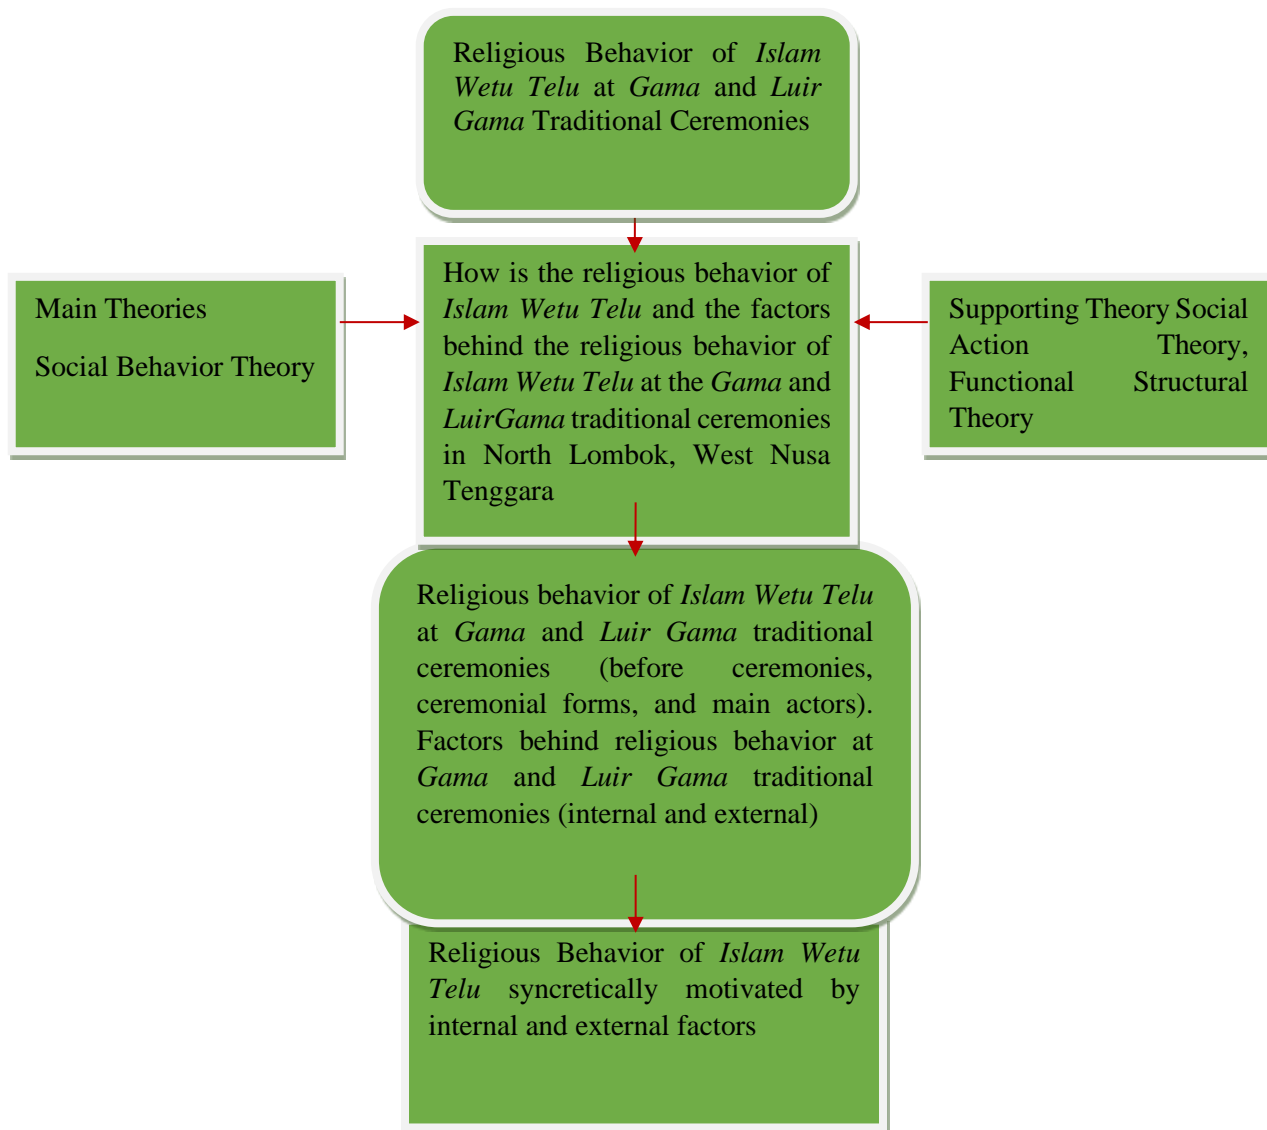 Religious Behavior of Islam
Wetu Telu at Gama and Luir
Gama Traditional Ceremonies
How is the religious behavior of
Islam Wetu Telu and the factors
behind the religious behavior of
Islam Wetu Telu at the Gama and
LuirGama traditional ceremonies
in North Lombok, West Nusa
Tenggara
Main Theories
Social Behavior Theory
Supporting Theory Social
Action Theory,
Functional Structural
Theory
Religious behavior of Islam Wetu Telu
at Gama and Luir Gama traditional
ceremonies (before ceremonies,
ceremonial forms, and main actors).
Factors behind religious behavior at
Gama and Luir Gama traditional
ceremonies (internal and external)
Religious Behavior of Islam Wetu
Telu syncretically motivated by
internal and external factors